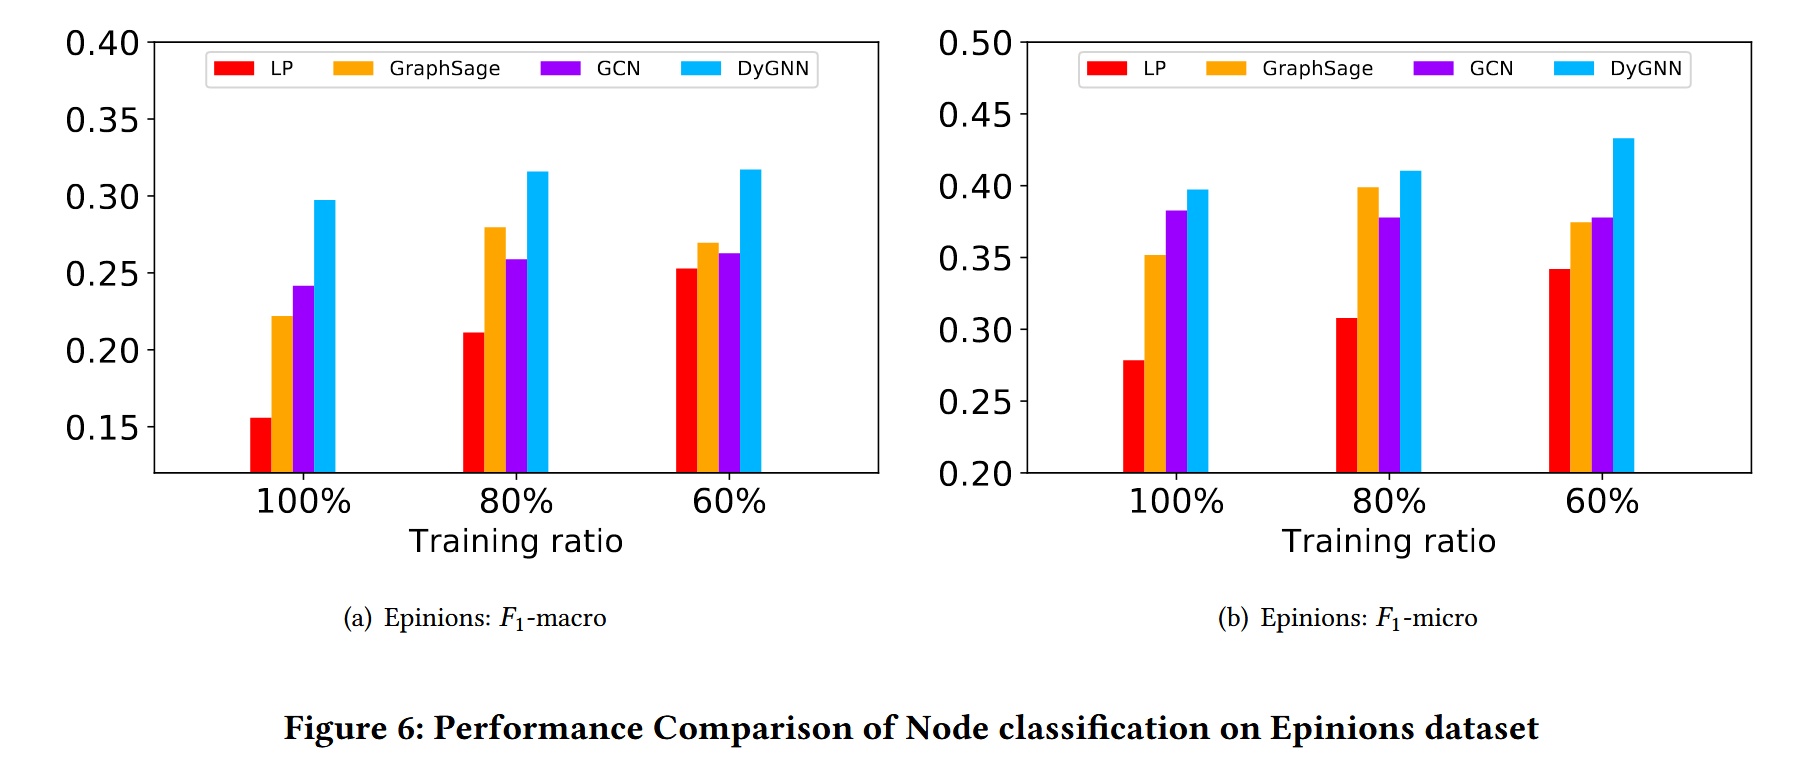 0.40
0.35
0.30
0.25
0.20
0.15
LP GraphSage GCN DyGNN
100% 80% 60%
Training ratio
(a) Epinions: F1-macro
0.50
0.45
0.40
0.35
0.30
0.25
0.20
LP GraphSage GCN DyGNN
100% 80% 60%
Training ratio
(b) Epinions: F1-micro
Figure 6: Performance Comparison of Node classification on Epinions dataset